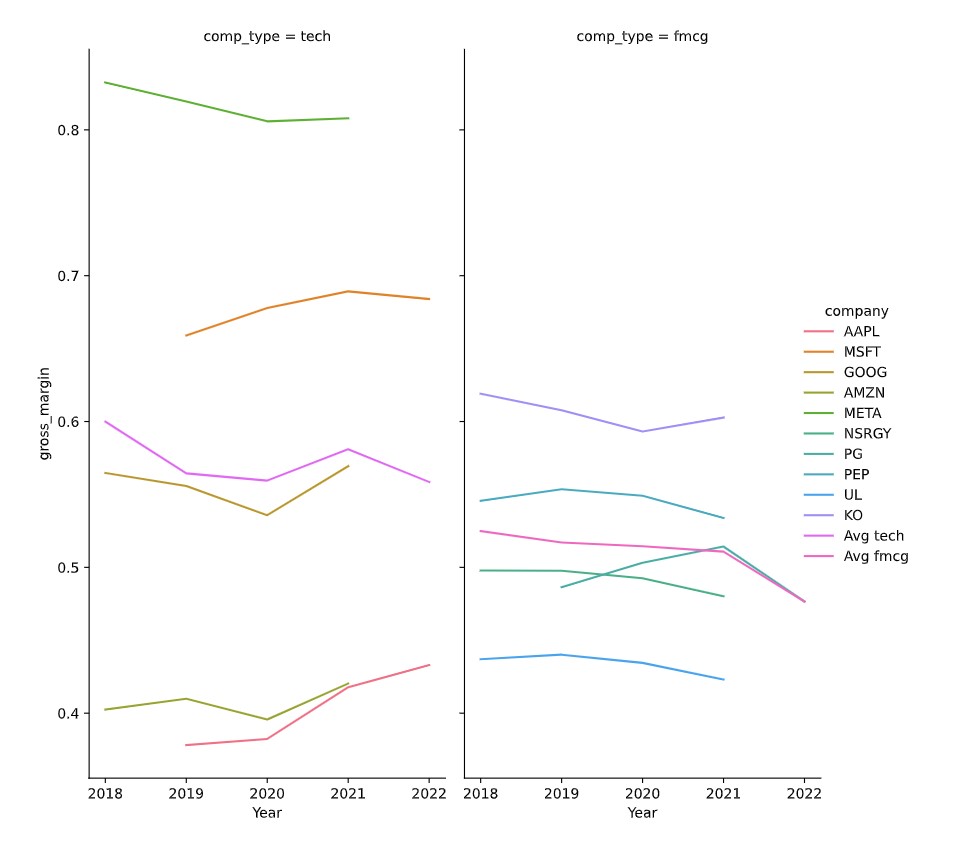 comp_type = tech
comp_type = fmcg
gross_margin
0.8
0.7
0.6
0.5
0.4
2018 2019 2020 2021 2022
Year
2018 2019 2020 2021 2022
Year
company
AAPL
MSFT
GOOG
AMZN
META
NSRGY
PG
PEP
UL
KO
Avg tech
Avg fmcg